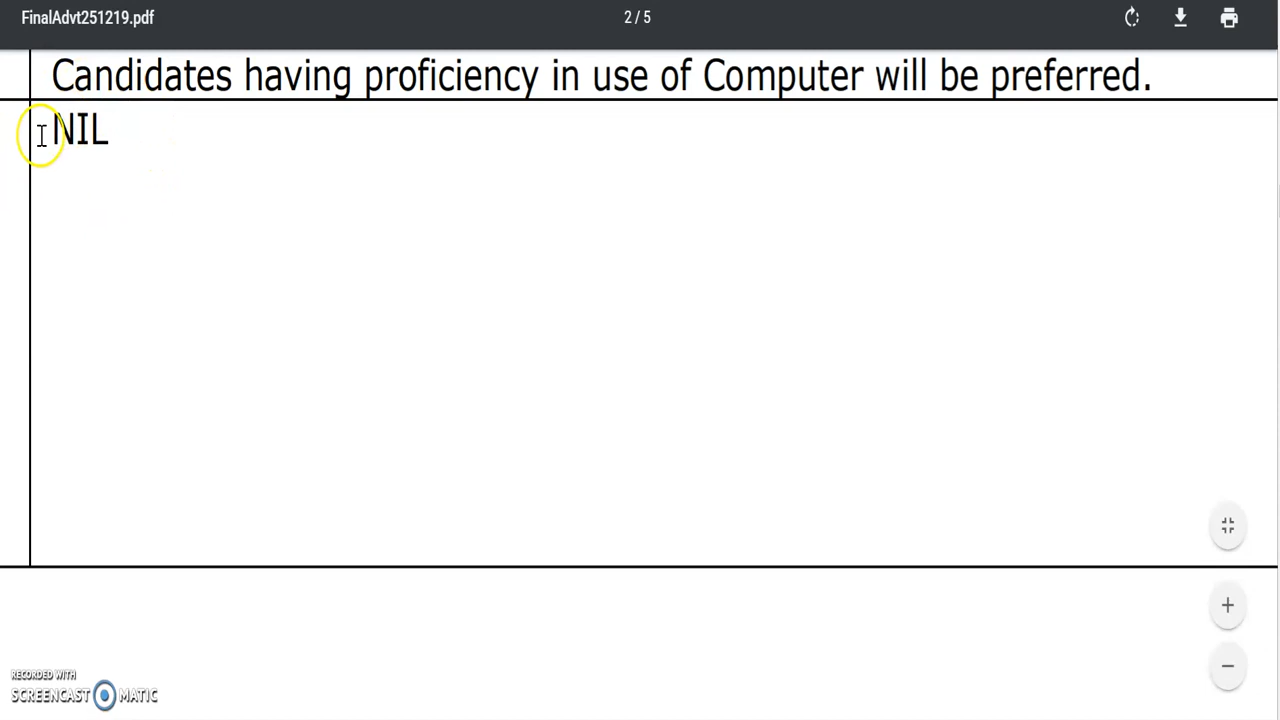 FinalAdvt251219.pdf
2 / 5
Candidates having proficiency in use of Computer will be preferred.
NIL
RECORDED WITH
SCREENCAST MATIC